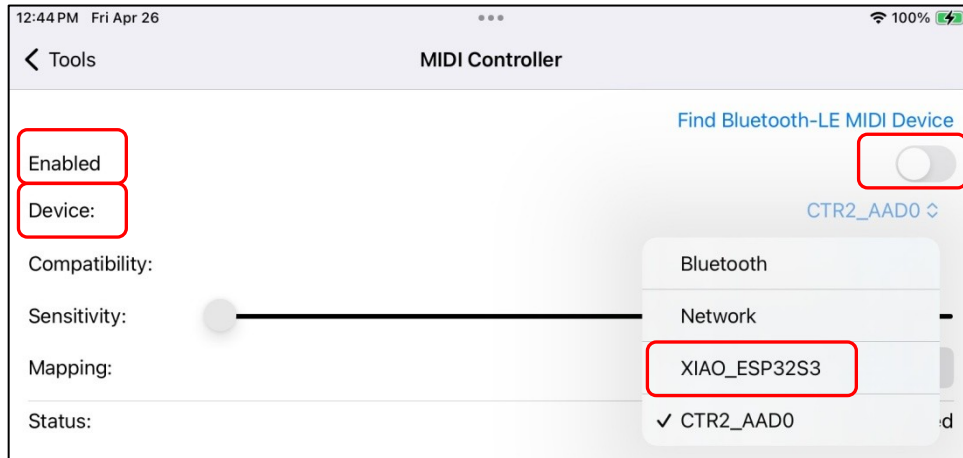 12:44 PM Fri Apr 26
100%
Tools
MIDI Controller
Find Bluetooth-LE MIDI Device
Enabled
Device:
CTR2_AAD0
Compatibility:
Bluetooth
Sensitivity:
Network
Mapping:
XIAO_ESP32S3
Status:
✓ CTR2_AAD0